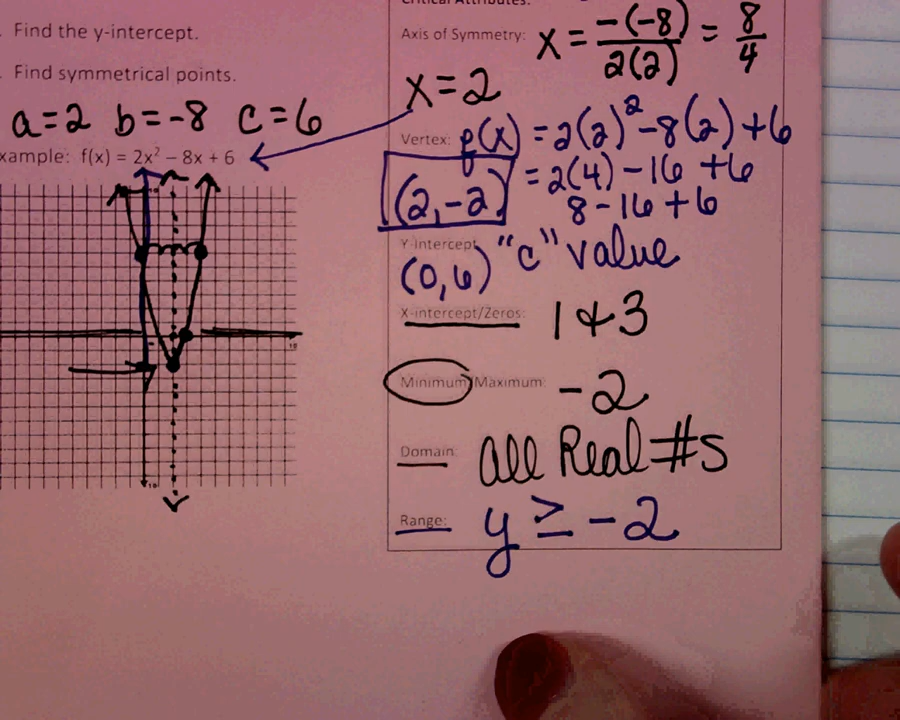 . Find the y-intercept.
. Find symmetrical points.
a=2 b=-8 c=6
xample: f(x) = 2x² – 8x + 6
Critical Attributes:
Axis of Symmetry: x = -(-8)/2(2) = 8/4
x=2
Vertex: f(x) = 2(2)²-8(2)+6
(2,-2) = 2(4)-16+6
8-16+6
Y-Intercept "c" value
(0,6)
X-intercept/Zeros: 1 & 3
Minimum/Maximum: -2
Domain: all Real #s
Range: y ≥ -2